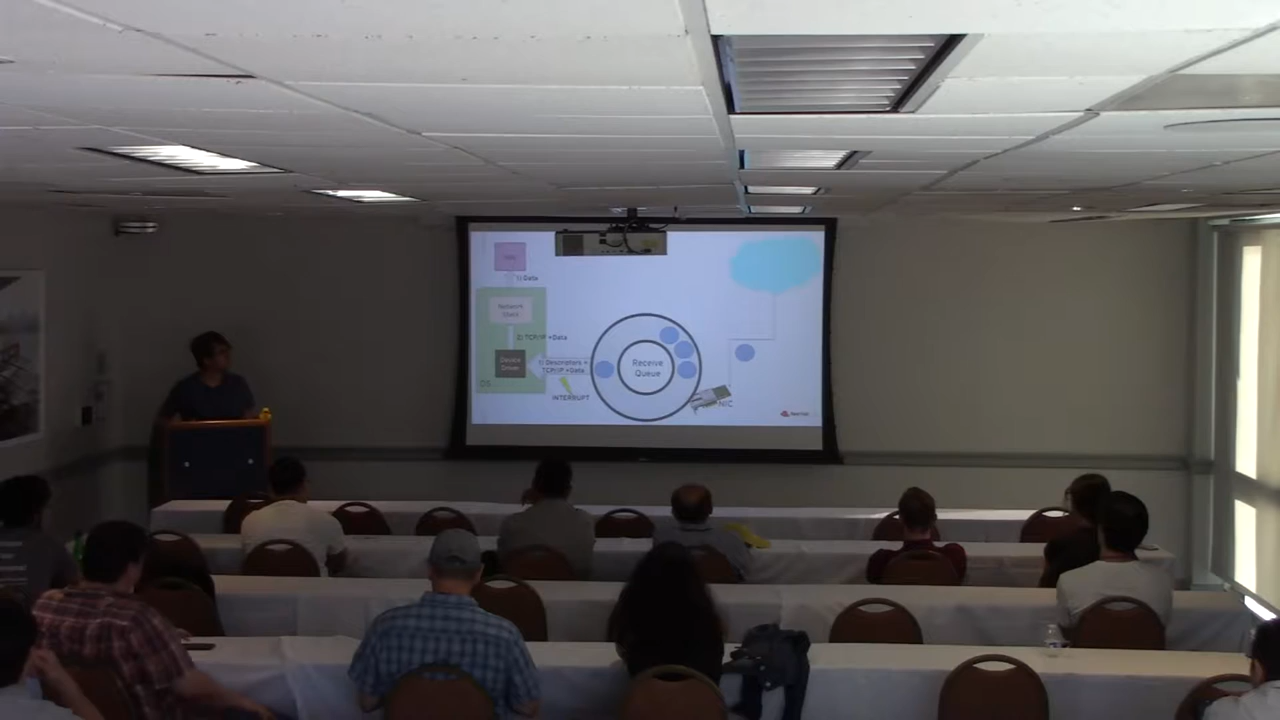 1) Data
Network
Stack
2) TCP/IP +Data
Device
Driver
1) Descriptors +
TCP/IP +Data
OS
INTERRUPT
Receive
Queue
NIC